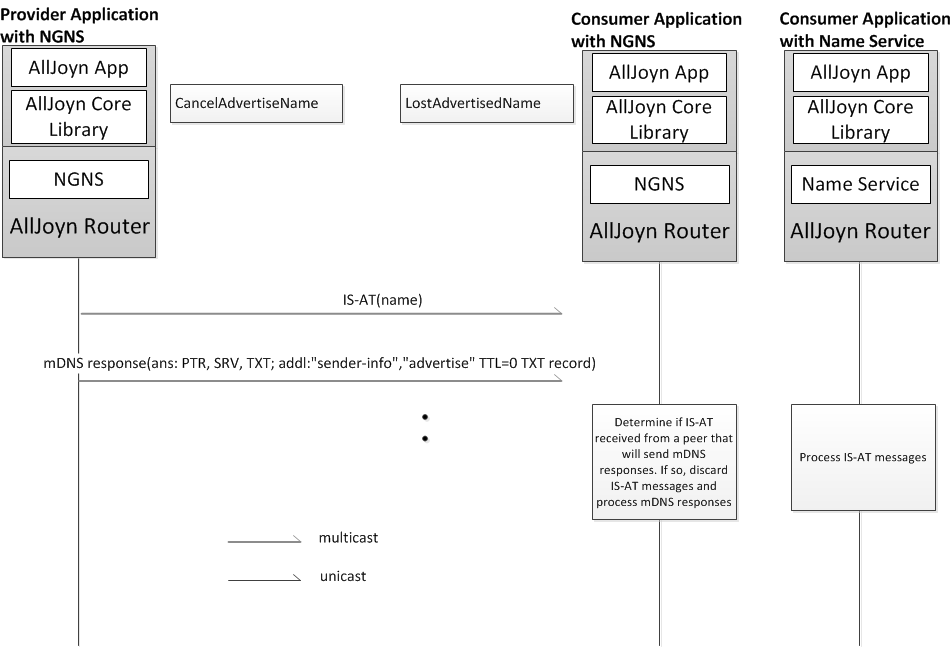 Provider Application
with NGNS
AllJoyn App
AllJoyn Core
Library
NGNS
AllJoyn Router
CancelAdvertiseName
LostAdvertisedName
Consumer Application
with NGNS
AllJoyn App
AllJoyn Core
Library
NGNS
AllJoyn Router
Consumer Application
with Name Service
AllJoyn App
AllJoyn Core
Library
Name Service
AllJoyn Router
IS-AT(name)
mDNS response(ans: PTR, SRV, TXT; addl:"sender-info","advertise" TTL=0 TXT record)
Determine if IS-AT
received from a peer that
will send mDNS
responses. If so, discard
IS-AT messages and
process mDNS responses
Process IS-AT messages
multicast
unicast